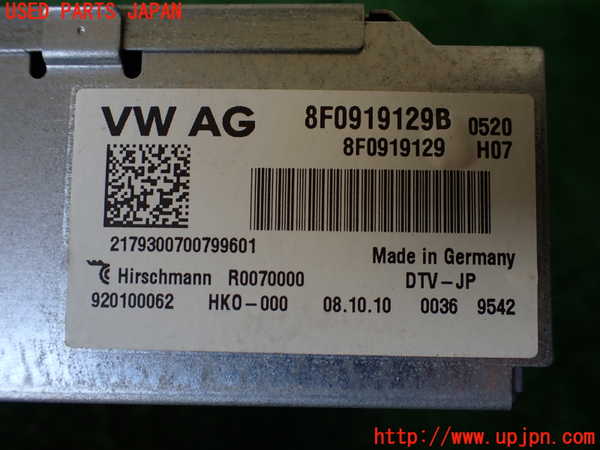 USED PARTS JAPAN
VW AG 8F0919129B 0520
8F0919129 H07
2179300700799601
Made in Germany
Hirschmann R0070000 DTV-JP
920100062 HKO-000 08.10.10 0036 9542
http://www.upjpn.com/